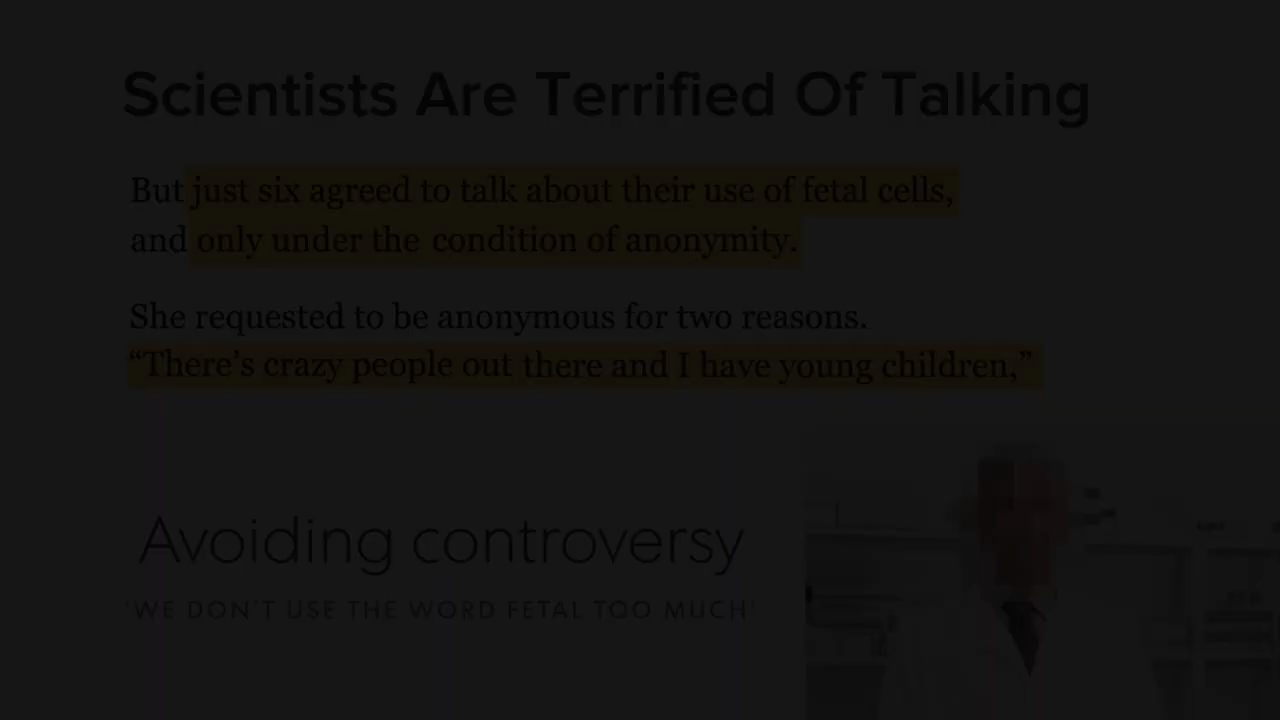 Scientists Are Terrified Of Talking
But just six agreed to talk about their use of fetal cells,
and only under the condition of anonymity.
She requested to be anonymous for two reasons.
“There’s crazy people out there and I have young children,”
Avoiding controversy
‘WE DON’T USE THE WORD FETAL TOO MUCH’